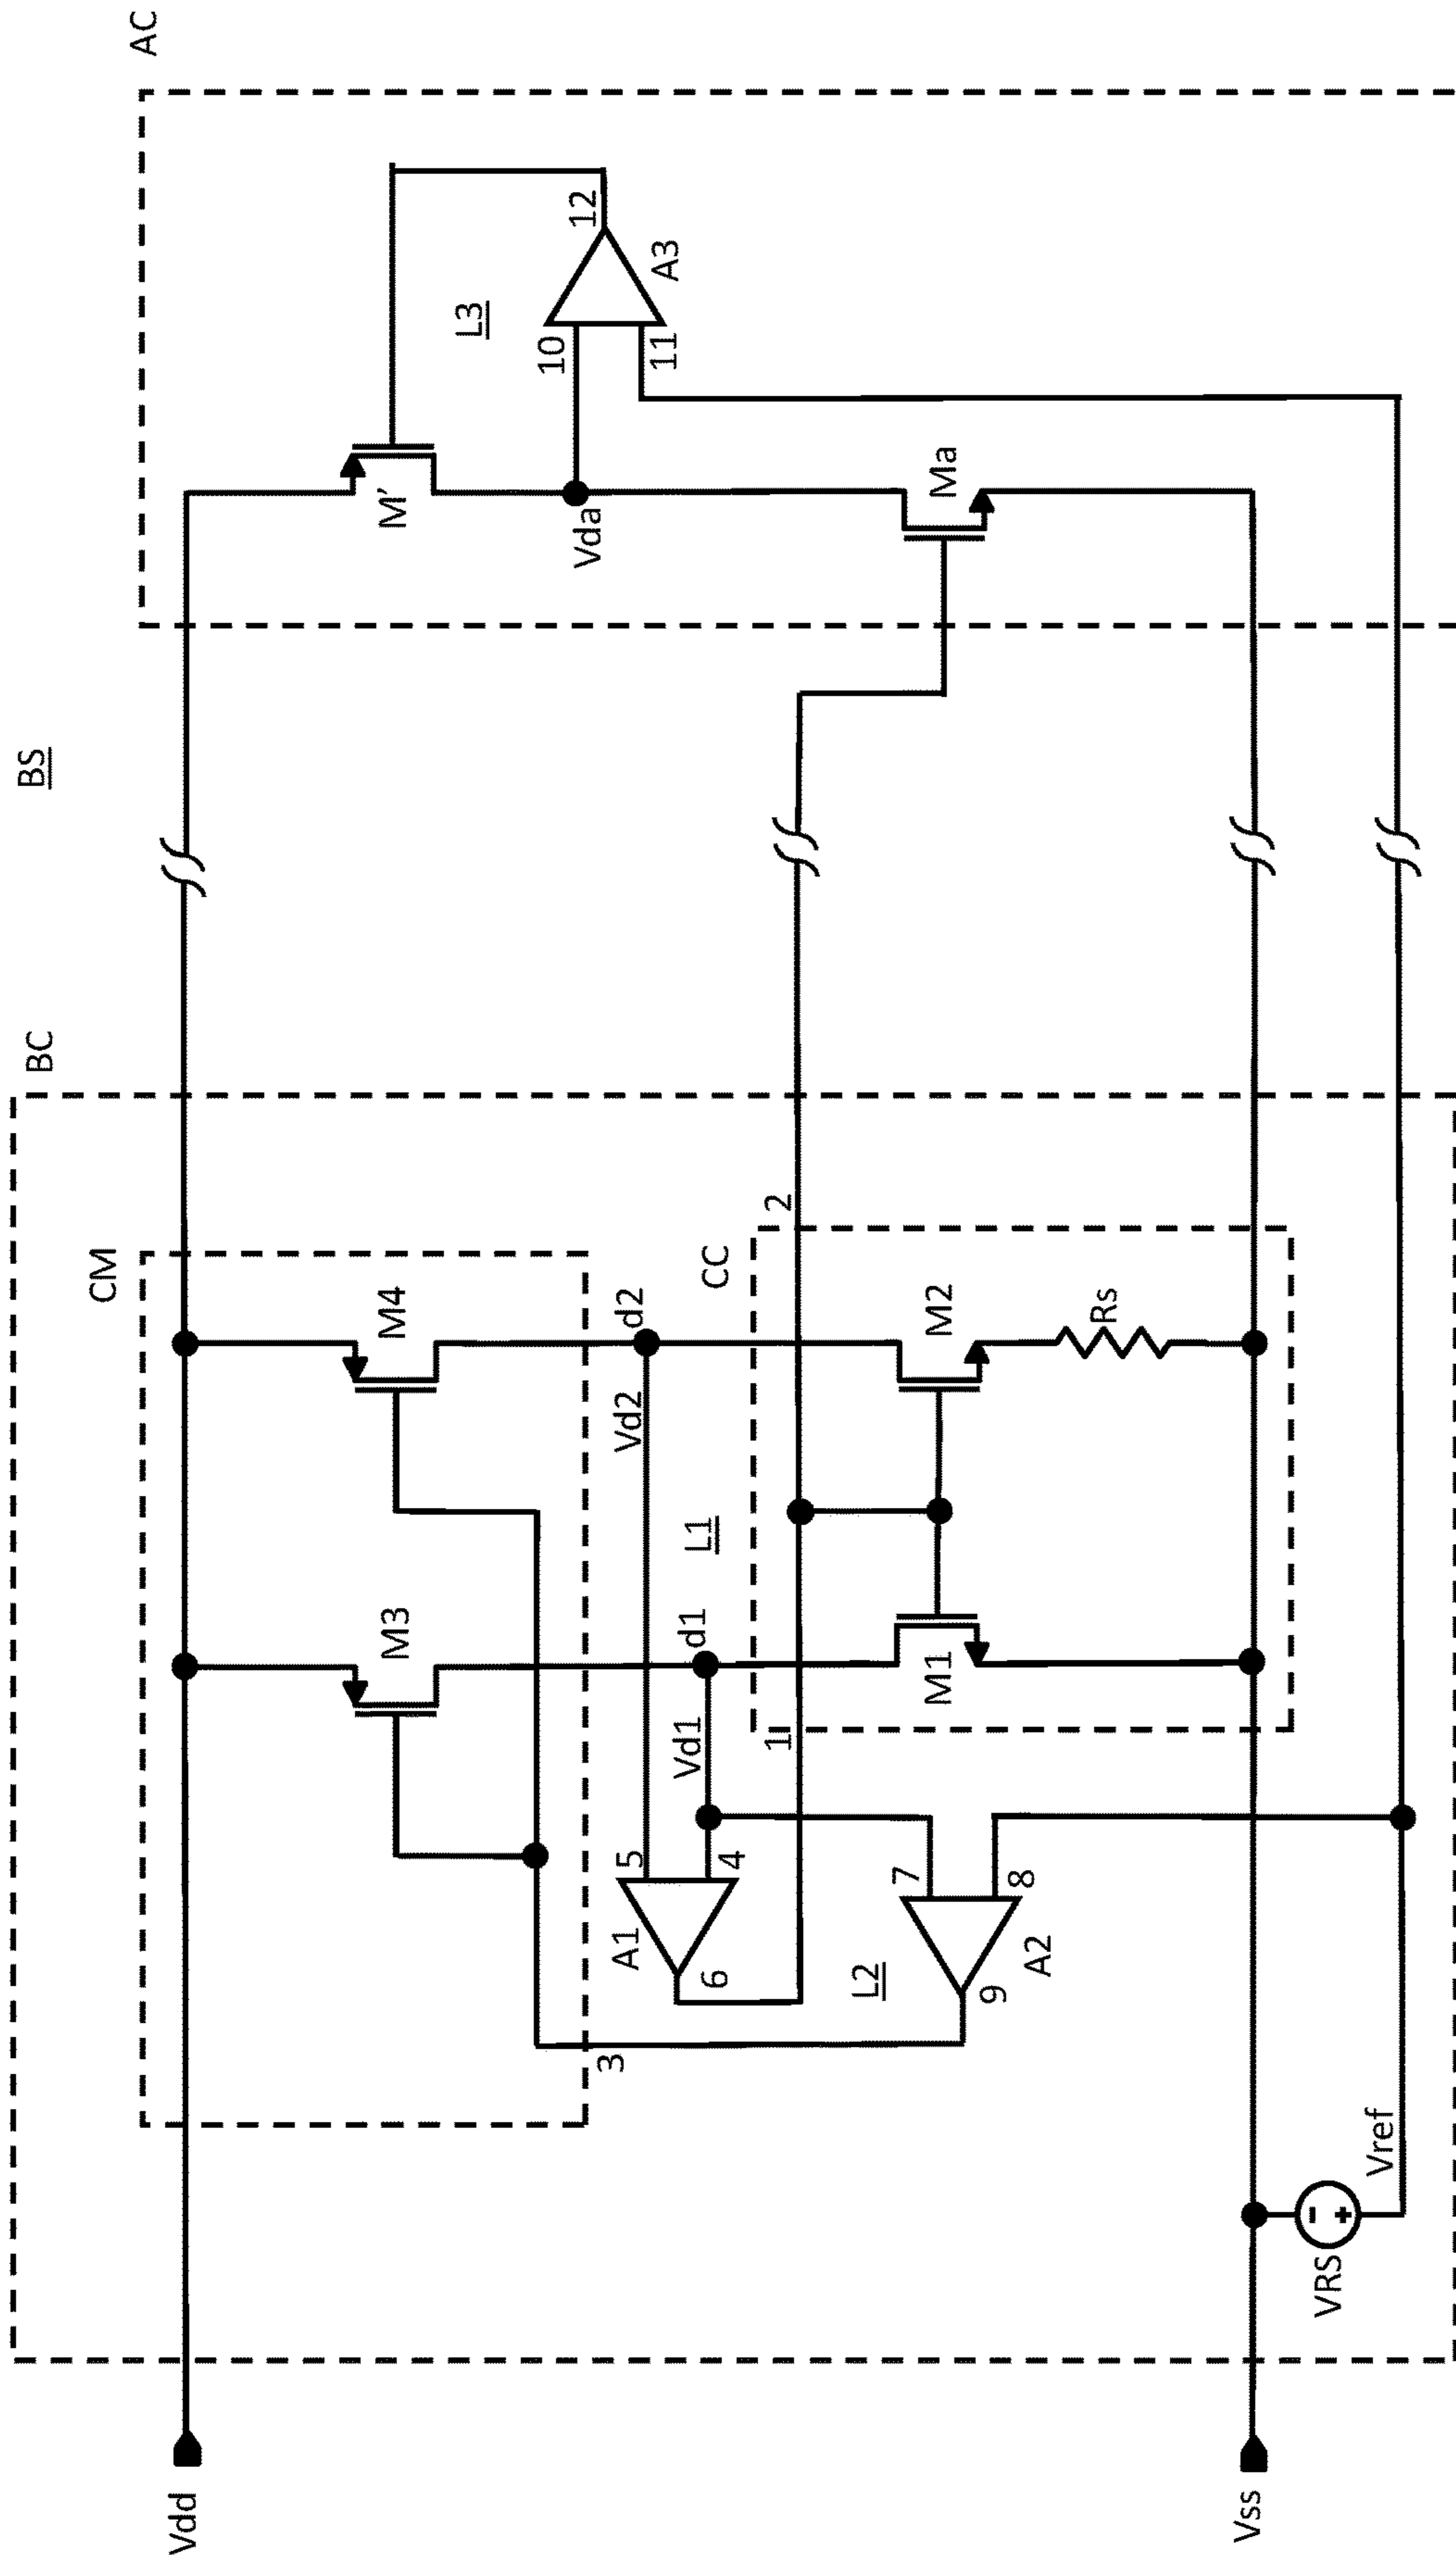 BS
BC
AC
CM
M3
M4
M'
L3
12
10
11
A3
Vda
Ma
d1
d2
Vd1
Vd2
L1
A1
5
4
6
CC
1
2
M1
M2
Rs
3
L2
7
8
9
A2
Vdd
Vss
VRS
- +
Vref